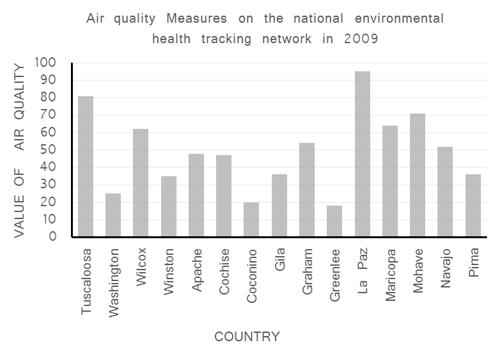 Air quality Measures on the national environmental
health tracking network in 2009
VALUE OF AIR QUALITY
100
90
80
70
60
50
40
30
20
10
0
Tuscaloosa
Washington
Wilcox
Winston
Apache
Cochise
Coconino
Gila
Graham
Greenlee
La Paz
Maricopa
Mohave
Navajo
Pima
COUNTRY